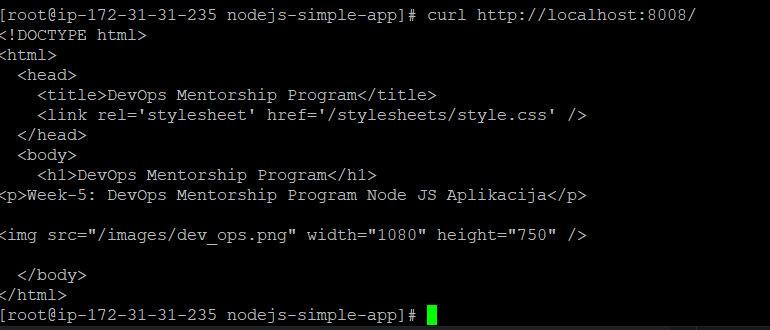 [root@ip-172-31-31-235 nodejs-simple-app]# curl http://localhost:8008/
<!DOCTYPE html>
<html>
  <head>
    <title>DevOps Mentorship Program</title>
    <link rel='stylesheet' href='/stylesheets/style.css' />
  </head>
  <body>
    <h1>DevOps Mentorship Program</h1>
<p>Week-5: DevOps Mentorship Program Node JS Aplikacija</p>
<img src="/images/dev_ops.png" width="1080" height="750" />
  </body>
</html>
[root@ip-172-31-31-235 nodejs-simple-app]#